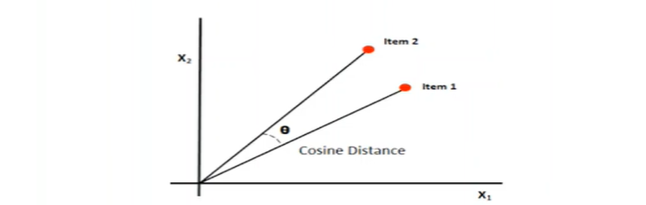 Item 2
X₂
Item 1
θ
Cosine Distance
X₁